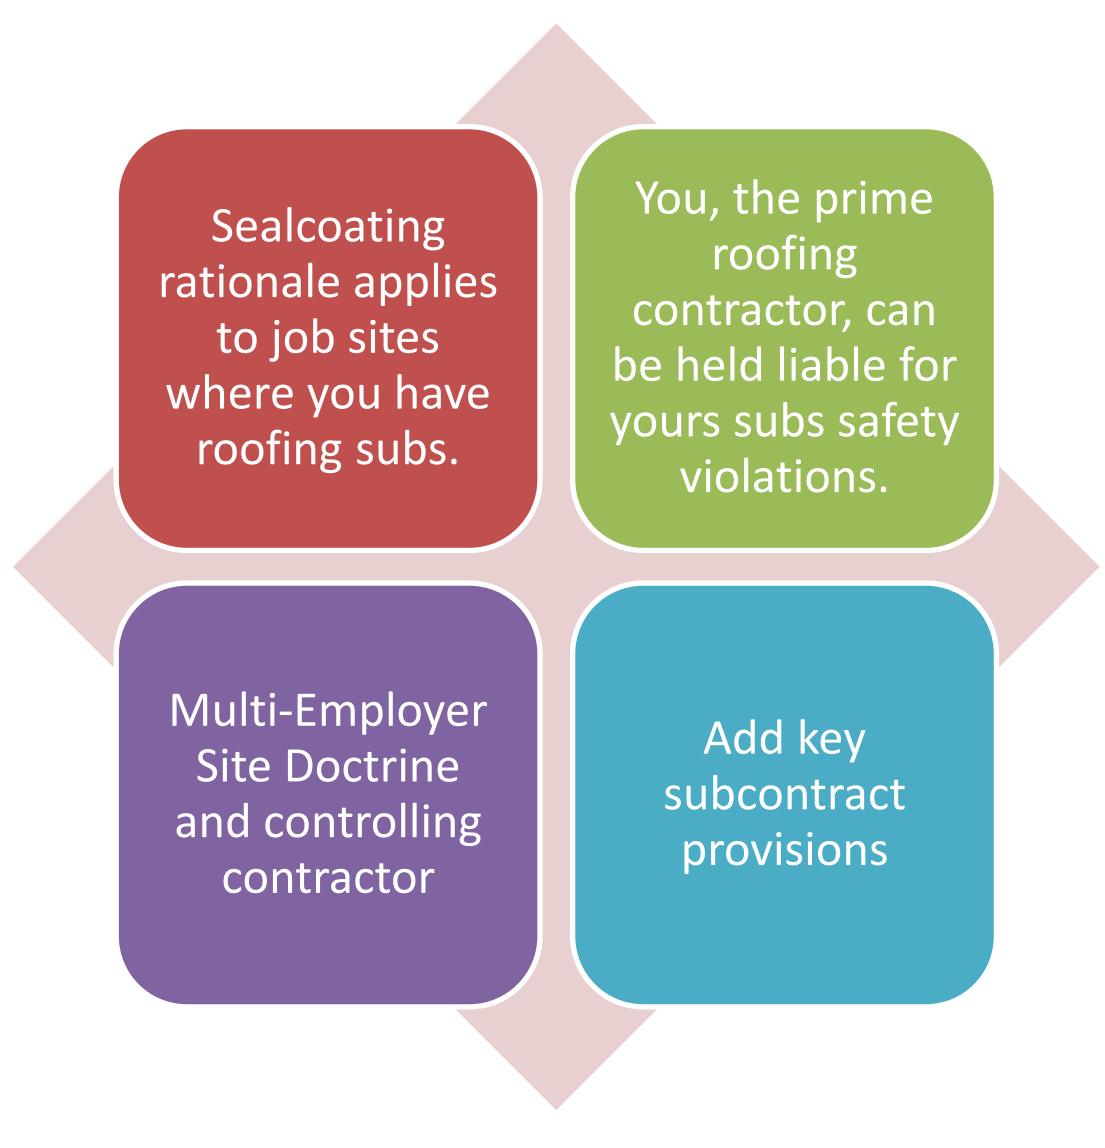 Sealcoating
rationale applies
to job sites
where you have
roofing subs.
You, the prime
roofing
contractor, can
be held liable for
yours subs safety
violations.
Multi-Employer
Site Doctrine
and controlling
contractor
Add key
subcontract
provisions